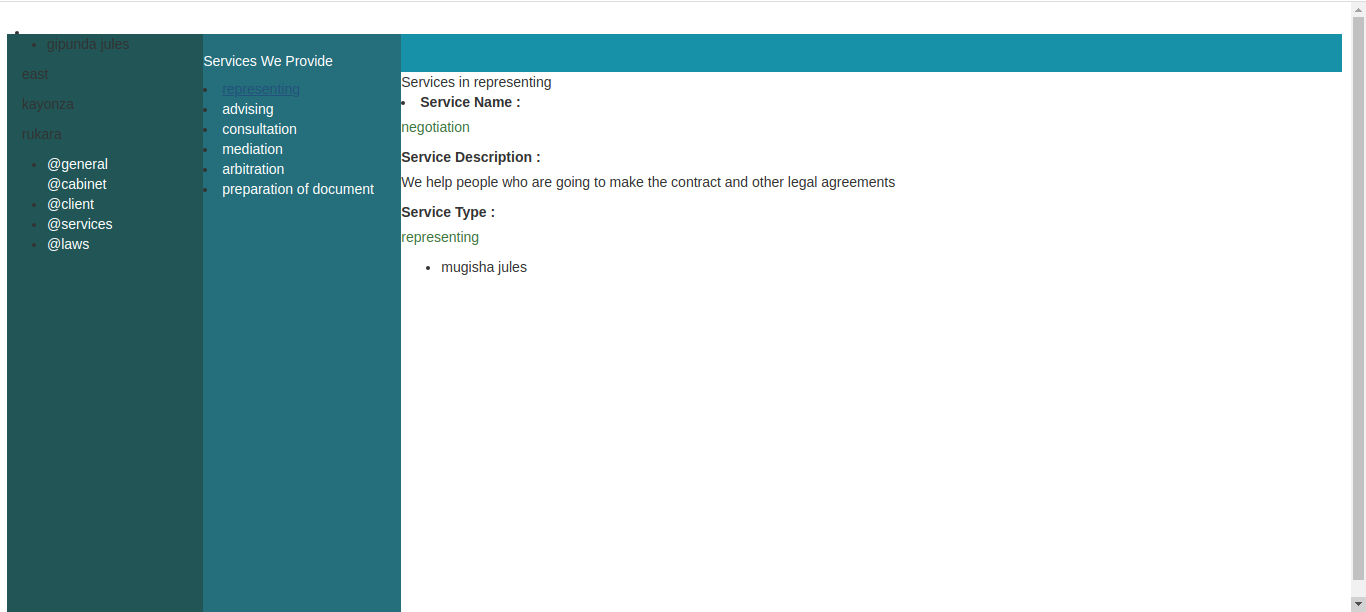 gipunda jules
east
kayonza
rukara
@general
@cabinet
@client
@services
@laws
Services We Provide
representing
advising
consultation
mediation
arbitration
preparation of document
Services in representing
Service Name :
negotiation
Service Description :
We help people who are going to make the contract and other legal agreements
Service Type :
representing
mugisha jules